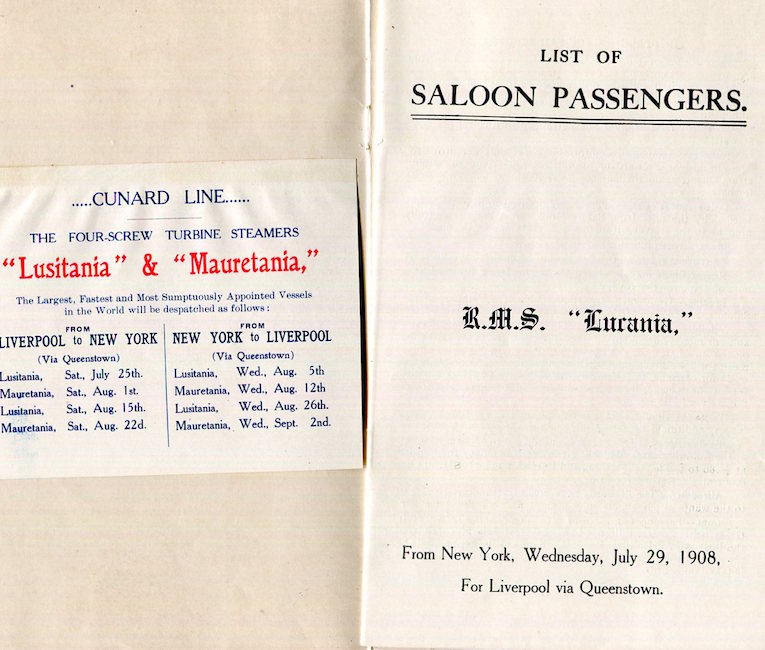 .....CUNARD LINE......
THE FOUR-SCREW TURBINE STEAMERS
"Lusitania" & "Mauretania,"
The Largest, Fastest and Most Sumptuously Appointed Vessels
in the World will be despatched as follows:
FROM
LIVERPOOL to NEW YORK
(Via Queenstown)
Lusitania, Sat., July 25th.
Mauretania, Sat., Aug. 1st.
Lusitania, Sat., Aug. 15th.
Mauretania, Sat., Aug. 22d.
FROM
NEW YORK to LIVERPOOL
(Via Queenstown)
Lusitania, Wed., Aug. 5th
Mauretania, Wed., Aug. 12th
Lusitania, Wed., Aug. 26th.
Mauretania, Wed., Sept. 2nd.
LIST OF
SALOON PASSENGERS.
R.M.S. "Lucania,"
From New York, Wednesday, July 29, 1908,
For Liverpool via Queenstown.